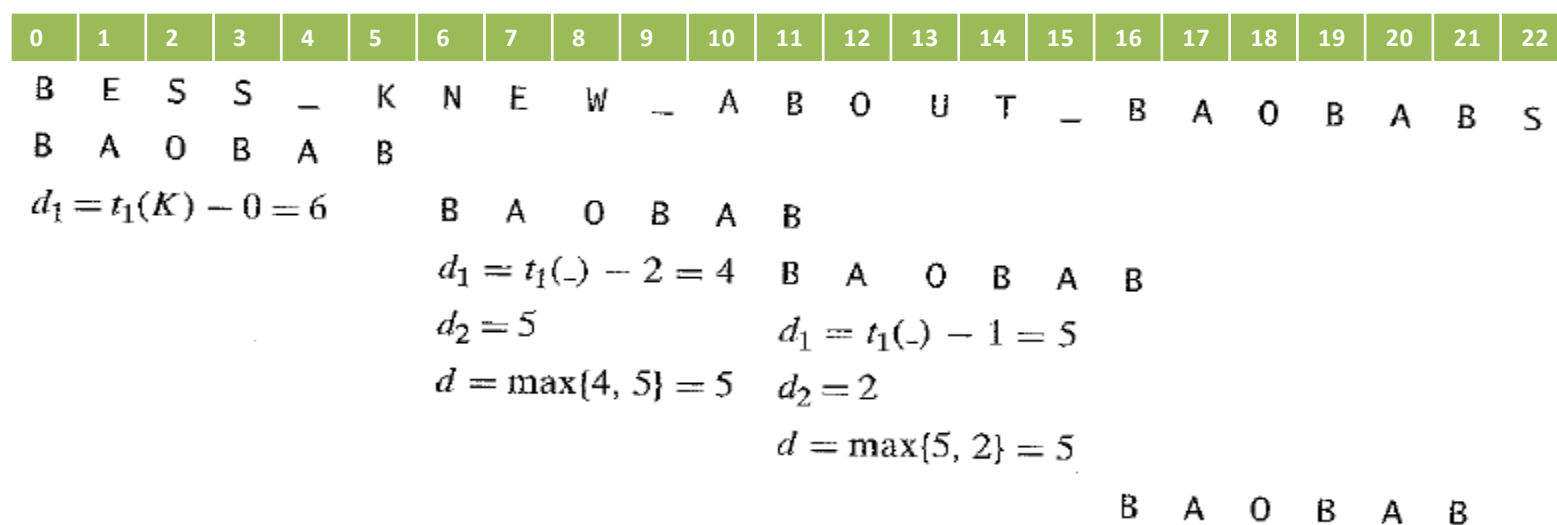 0 1 2 3 4 5 6 7 8 9 10 11 12 13 14 15 16 17 18 19 20 21 22
B E S S _ K N E W _ A B O U T _ B A O B A B S
B A O B A B
d₁ = t₁(K) − 0 = 6 B A O B A B
d₁ = t₁(_) − 2 = 4 B A O B A B
d₂ = 5 d₁ = t₁(_) − 1 = 5
d = max{4, 5} = 5 d₂ = 2
d = max{5, 2} = 5
B A O B A B